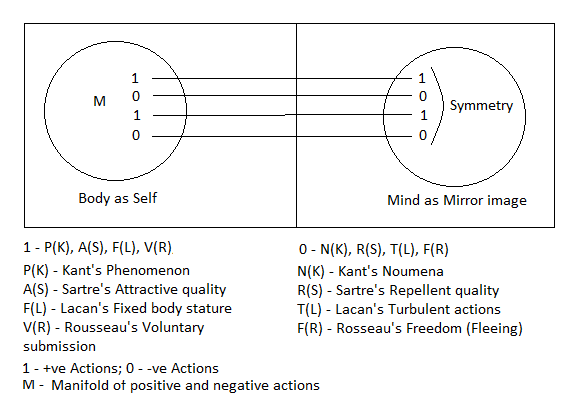 1
0
1
0
M
Body as Self
1
0
1
0
Symmetry
Mind as Mirror image
1 - P(K), A(S), F(L), V(R)
P(K) - Kant's Phenomenon
A(S) - Sartre's Attractive quality
F(L) - Lacan's Fixed body stature
V(R) - Rousseau's Voluntary
submission
1 - +ve Actions; 0 - -ve Actions
M - Manifold of positive and negative actions
0 - N(K), R(S), T(L), F(R)
N(K) - Kant's Noumena
R(S) - Sartre's Repellent quality
T(L) - Lacan's Turbulent actions
F(R) - Rosseau's Freedom (Fleeing)